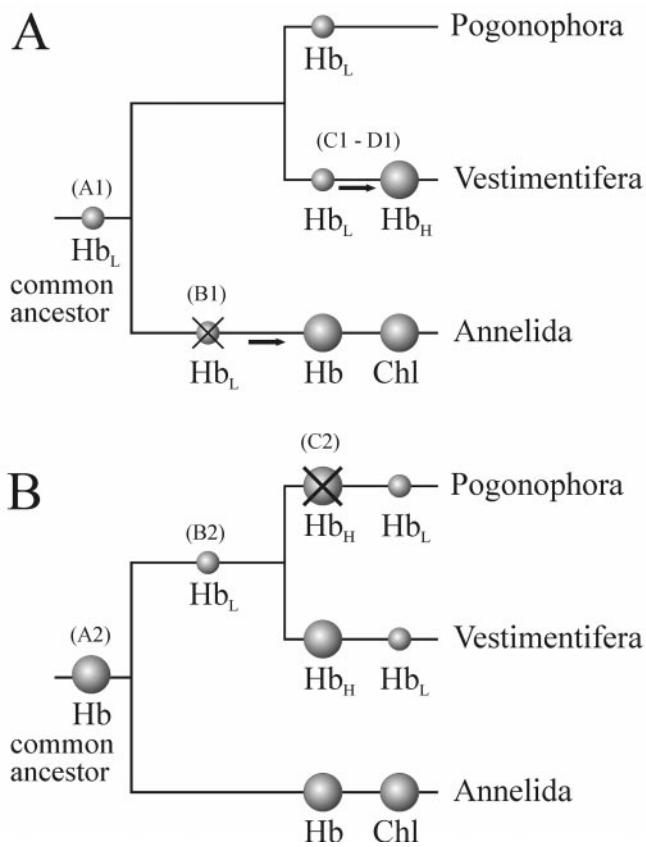 A
Pogonophora
Hb_L
(C1 - D1)
(A1)
Vestimentifera
Hb_L
Hb_L Hb_H
common
ancestor
(B1)
Annelida
Hb_L Hb Chl
(C2)
B
Pogonophora
(B2)
Hb_H Hb_L
Hb_L
(A2)
Vestimentifera
Hb
Hb_H Hb_L
common
ancestor
Annelida
Hb Chl